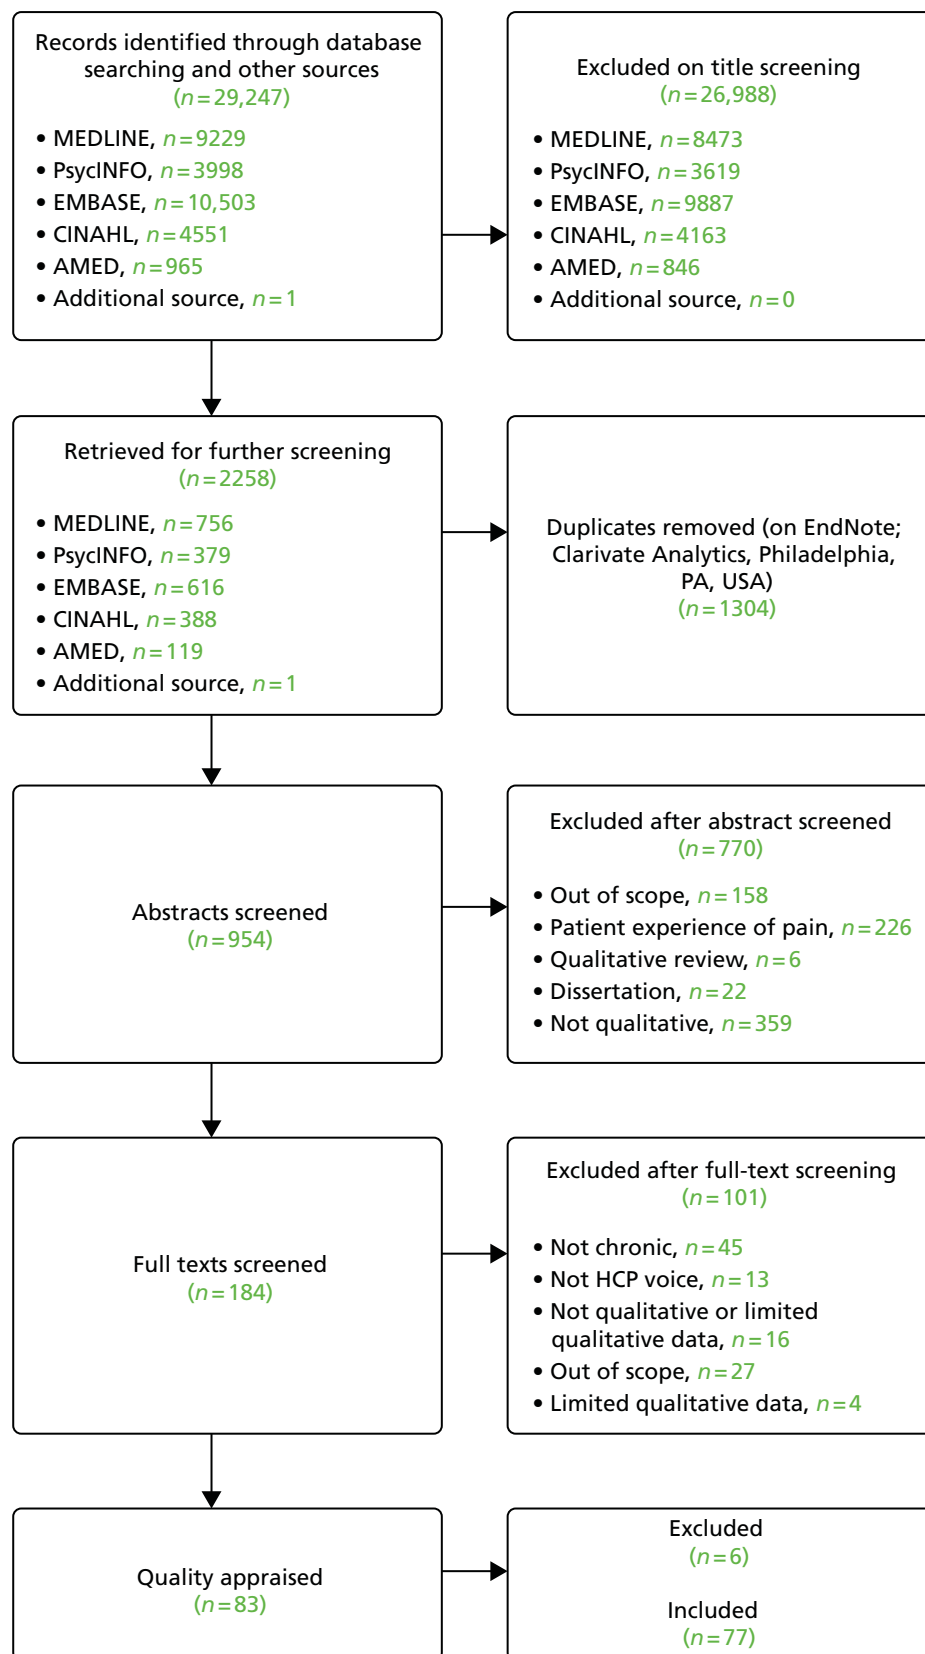 Records identified through database
searching and other sources
(n=29,247)
• MEDLINE, n=9229
• PsycINFO, n=3998
• EMBASE, n=10,503
• CINAHL, n=4551
• AMED, n=965
• Additional source, n=1
Excluded on title screening
(n=26,988)
• MEDLINE, n=8473
• PsycINFO, n=3619
• EMBASE, n=9887
• CINAHL, n=4163
• AMED, n=846
• Additional source, n=0
Retrieved for further screening
(n=2258)
• MEDLINE, n=756
• PsycINFO, n=379
• EMBASE, n=616
• CINAHL, n=388
• AMED, n=119
• Additional source, n=1
Duplicates removed (on EndNote;
Clarivate Analytics, Philadelphia,
PA, USA)
(n=1304)
Abstracts screened
(n=954)
Excluded after abstract screened
(n=770)
• Out of scope, n=158
• Patient experience of pain, n=226
• Qualitative review, n=6
• Dissertation, n=22
• Not qualitative, n=359
Full texts screened
(n=184)
Excluded after full-text screening
(n=101)
• Not chronic, n=45
• Not HCP voice, n=13
• Not qualitative or limited
qualitative data, n=16
• Out of scope, n=27
• Limited qualitative data, n=4
Quality appraised
(n=83)
Excluded
(n=6)
Included
(n=77)